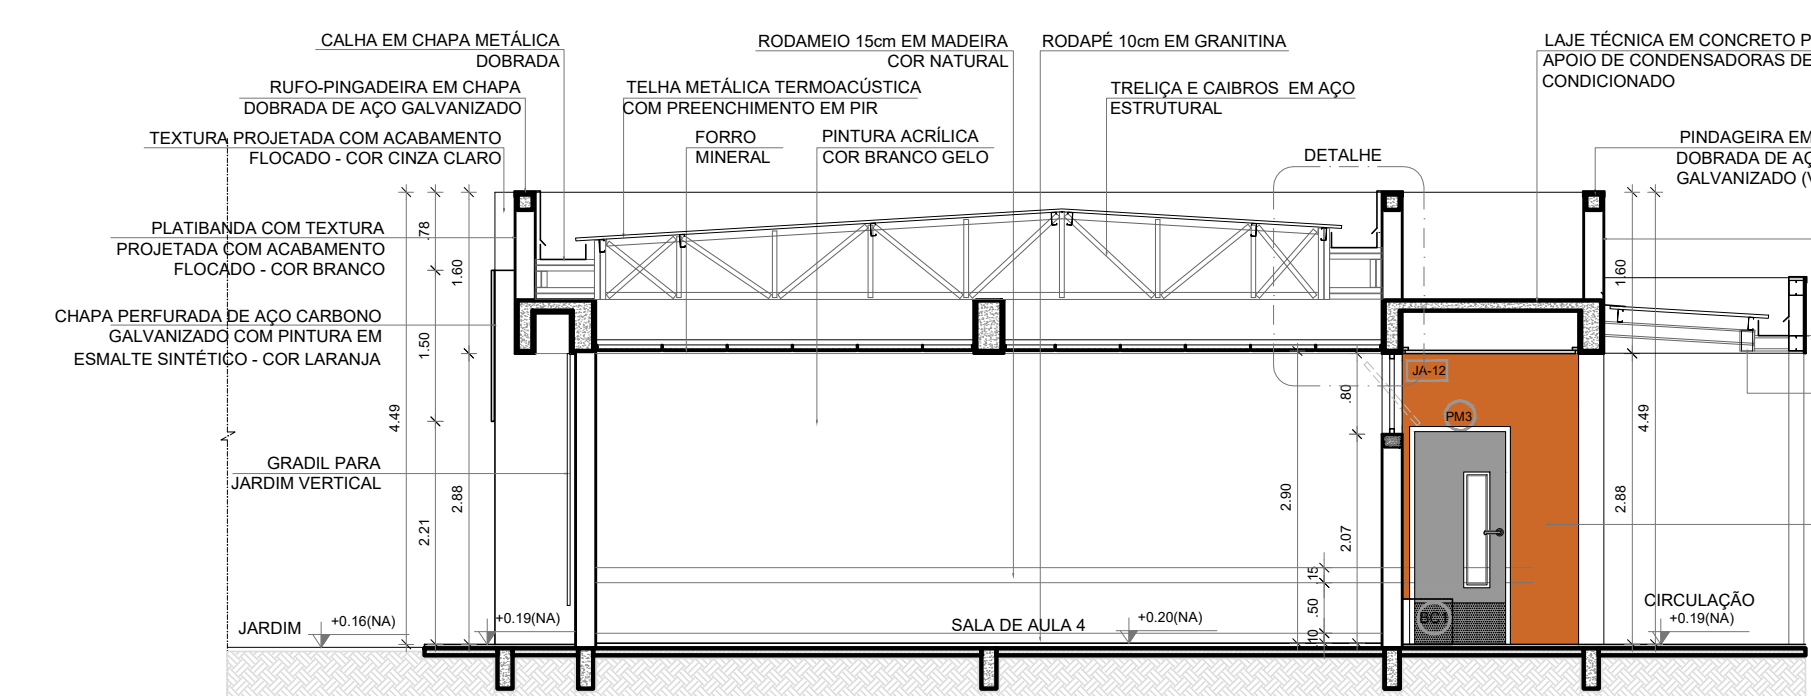 CALHA EM CHAPA METÁLICA
DOBRADA
RUFO-PINGADEIRA EM CHAPA
DOBRADA DE AÇO GALVANIZADO
TEXTURA PROJETADA COM ACABAMENTO
FLOCADO - COR CINZA CLARO
RODAMEIO 15cm EM MADEIRA
COR NATURAL
RODAPÉ 10cm EM GRANITINA
TELHA METÁLICA TERMOACÚSTICA
COM PREENCHIMENTO EM PIR
FORRO
MINERAL
PINTURA ACRÍLICA
COR BRANCO GELO
TRELIÇA E CAIBROS EM AÇO
ESTRUTURAL
DETALHE
LAJE TÉCNICA EM CONCRETO P
APOIO DE CONDENSADORAS DE
CONDICIONADO
PINDAGEIRA EM
DOBRADA DE AÇ
GALVANIZADO (V
PLATIBANDA COM TEXTURA
PROJETADA COM ACABAMENTO
FLOCADO - COR BRANCO
CHAPA PERFURADA DE AÇO CARBONO
GALVANIZADO COM PINTURA EM
ESMALTE SINTÉTICO - COR LARANJA
GRADIL PARA
JARDIM VERTICAL
.78
1.60
1.50
4.49
2.88
2.21
2.90
.80
2.07
15
.50
.10
160
4.49
2.88
JA-12
PM3
BC1
JARDIM
+0.16(NA)
+0.19(NA)
SALA DE AULA 4
+0.20(NA)
CIRCULAÇÃO
+0.19(NA)